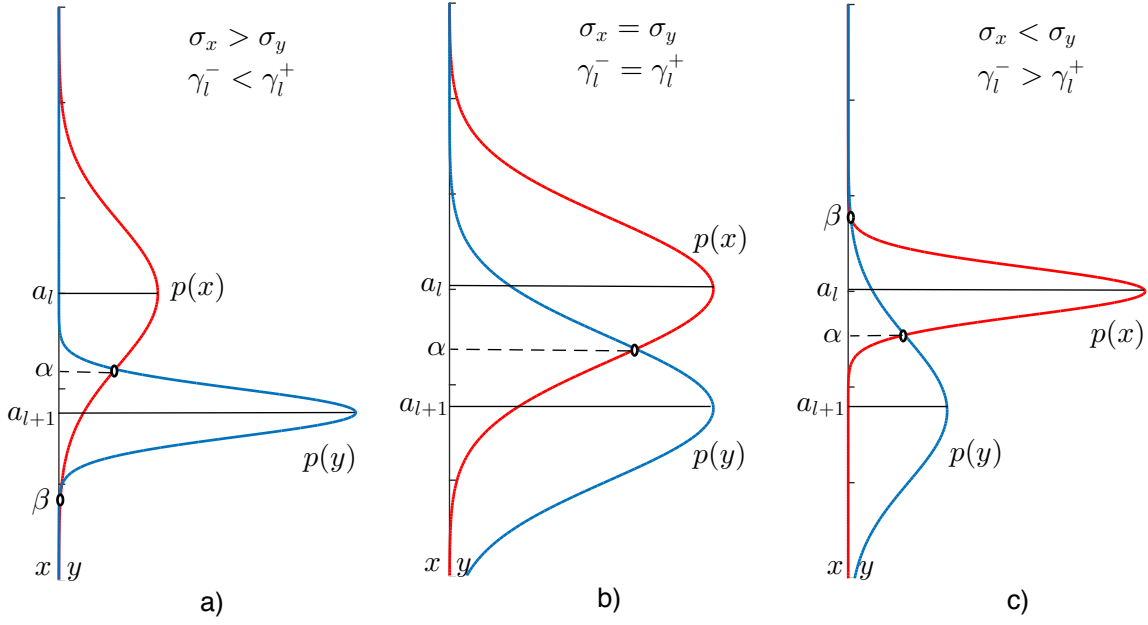 σ_x > σ_y
γ_l^- < γ_l^+
p(x)
a_l
α
a_{l+1}
p(y)
β
x y
a)
σ_x = σ_y
γ_l^- = γ_l^+
p(x)
a_l
α
a_{l+1}
p(y)
x y
b)
σ_x < σ_y
γ_l^- > γ_l^+
β
a_l
α
p(x)
a_{l+1}
p(y)
x y
c)